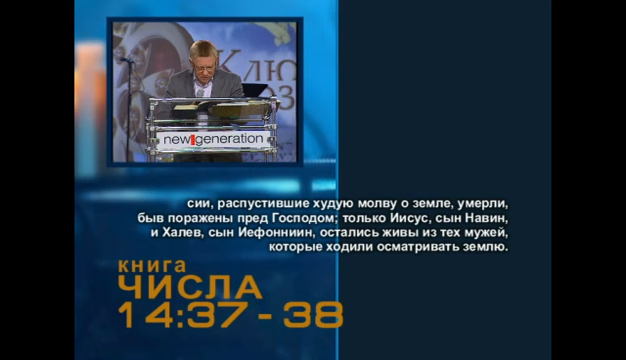 Клю
new generation
сии, распустившие худую молву о земле, умерли,
быв поражены пред Господом; только Иисус, сын Навин,
и Халев, сын Иефонниин, остались живы из тех мужей,
которые ходили осматривать землю.
книга
ЧИСЛА
14:37 - 38